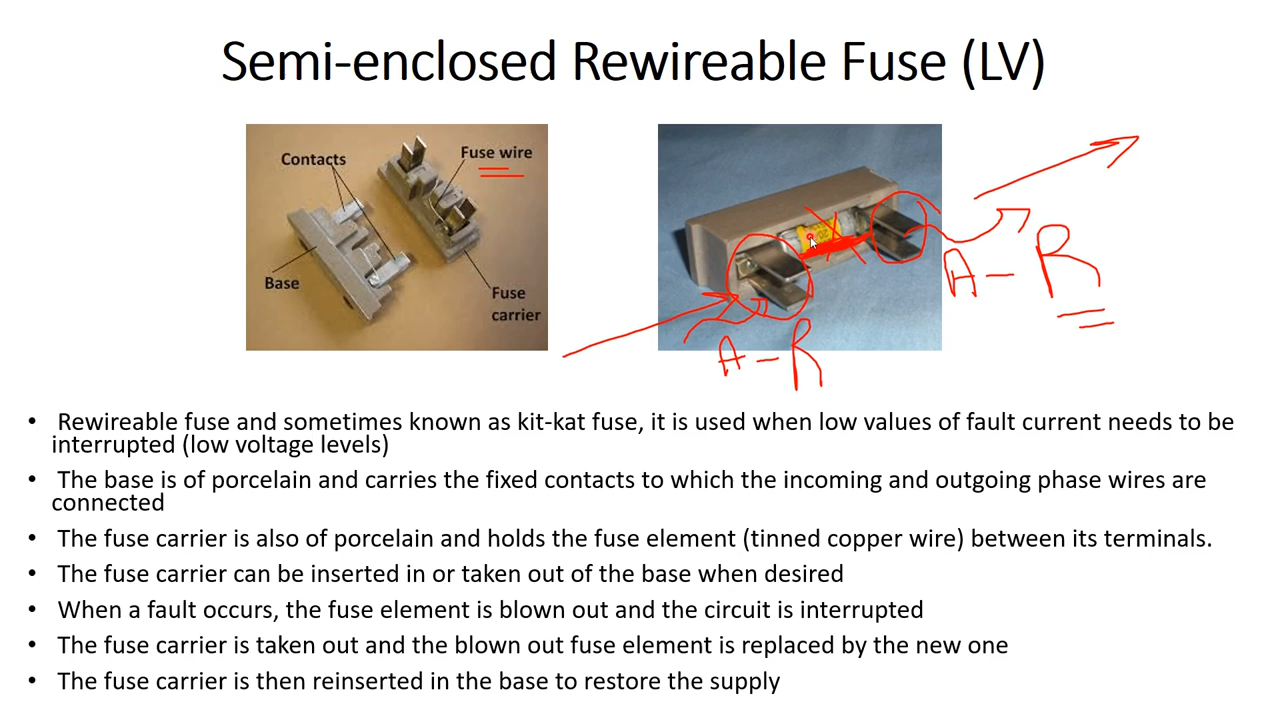 Semi-enclosed Rewireable Fuse (LV)
Contacts
Fuse wire
Base
Fuse
carrier
A - R
A - R
• Rewireable fuse and sometimes known as kit-kat fuse, it is used when low values of fault current needs to be
interrupted (low voltage levels)
• The base is of porcelain and carries the fixed contacts to which the incoming and outgoing phase wires are
connected
• The fuse carrier is also of porcelain and holds the fuse element (tinned copper wire) between its terminals.
• The fuse carrier can be inserted in or taken out of the base when desired
• When a fault occurs, the fuse element is blown out and the circuit is interrupted
• The fuse carrier is taken out and the blown out fuse element is replaced by the new one
• The fuse carrier is then reinserted in the base to restore the supply